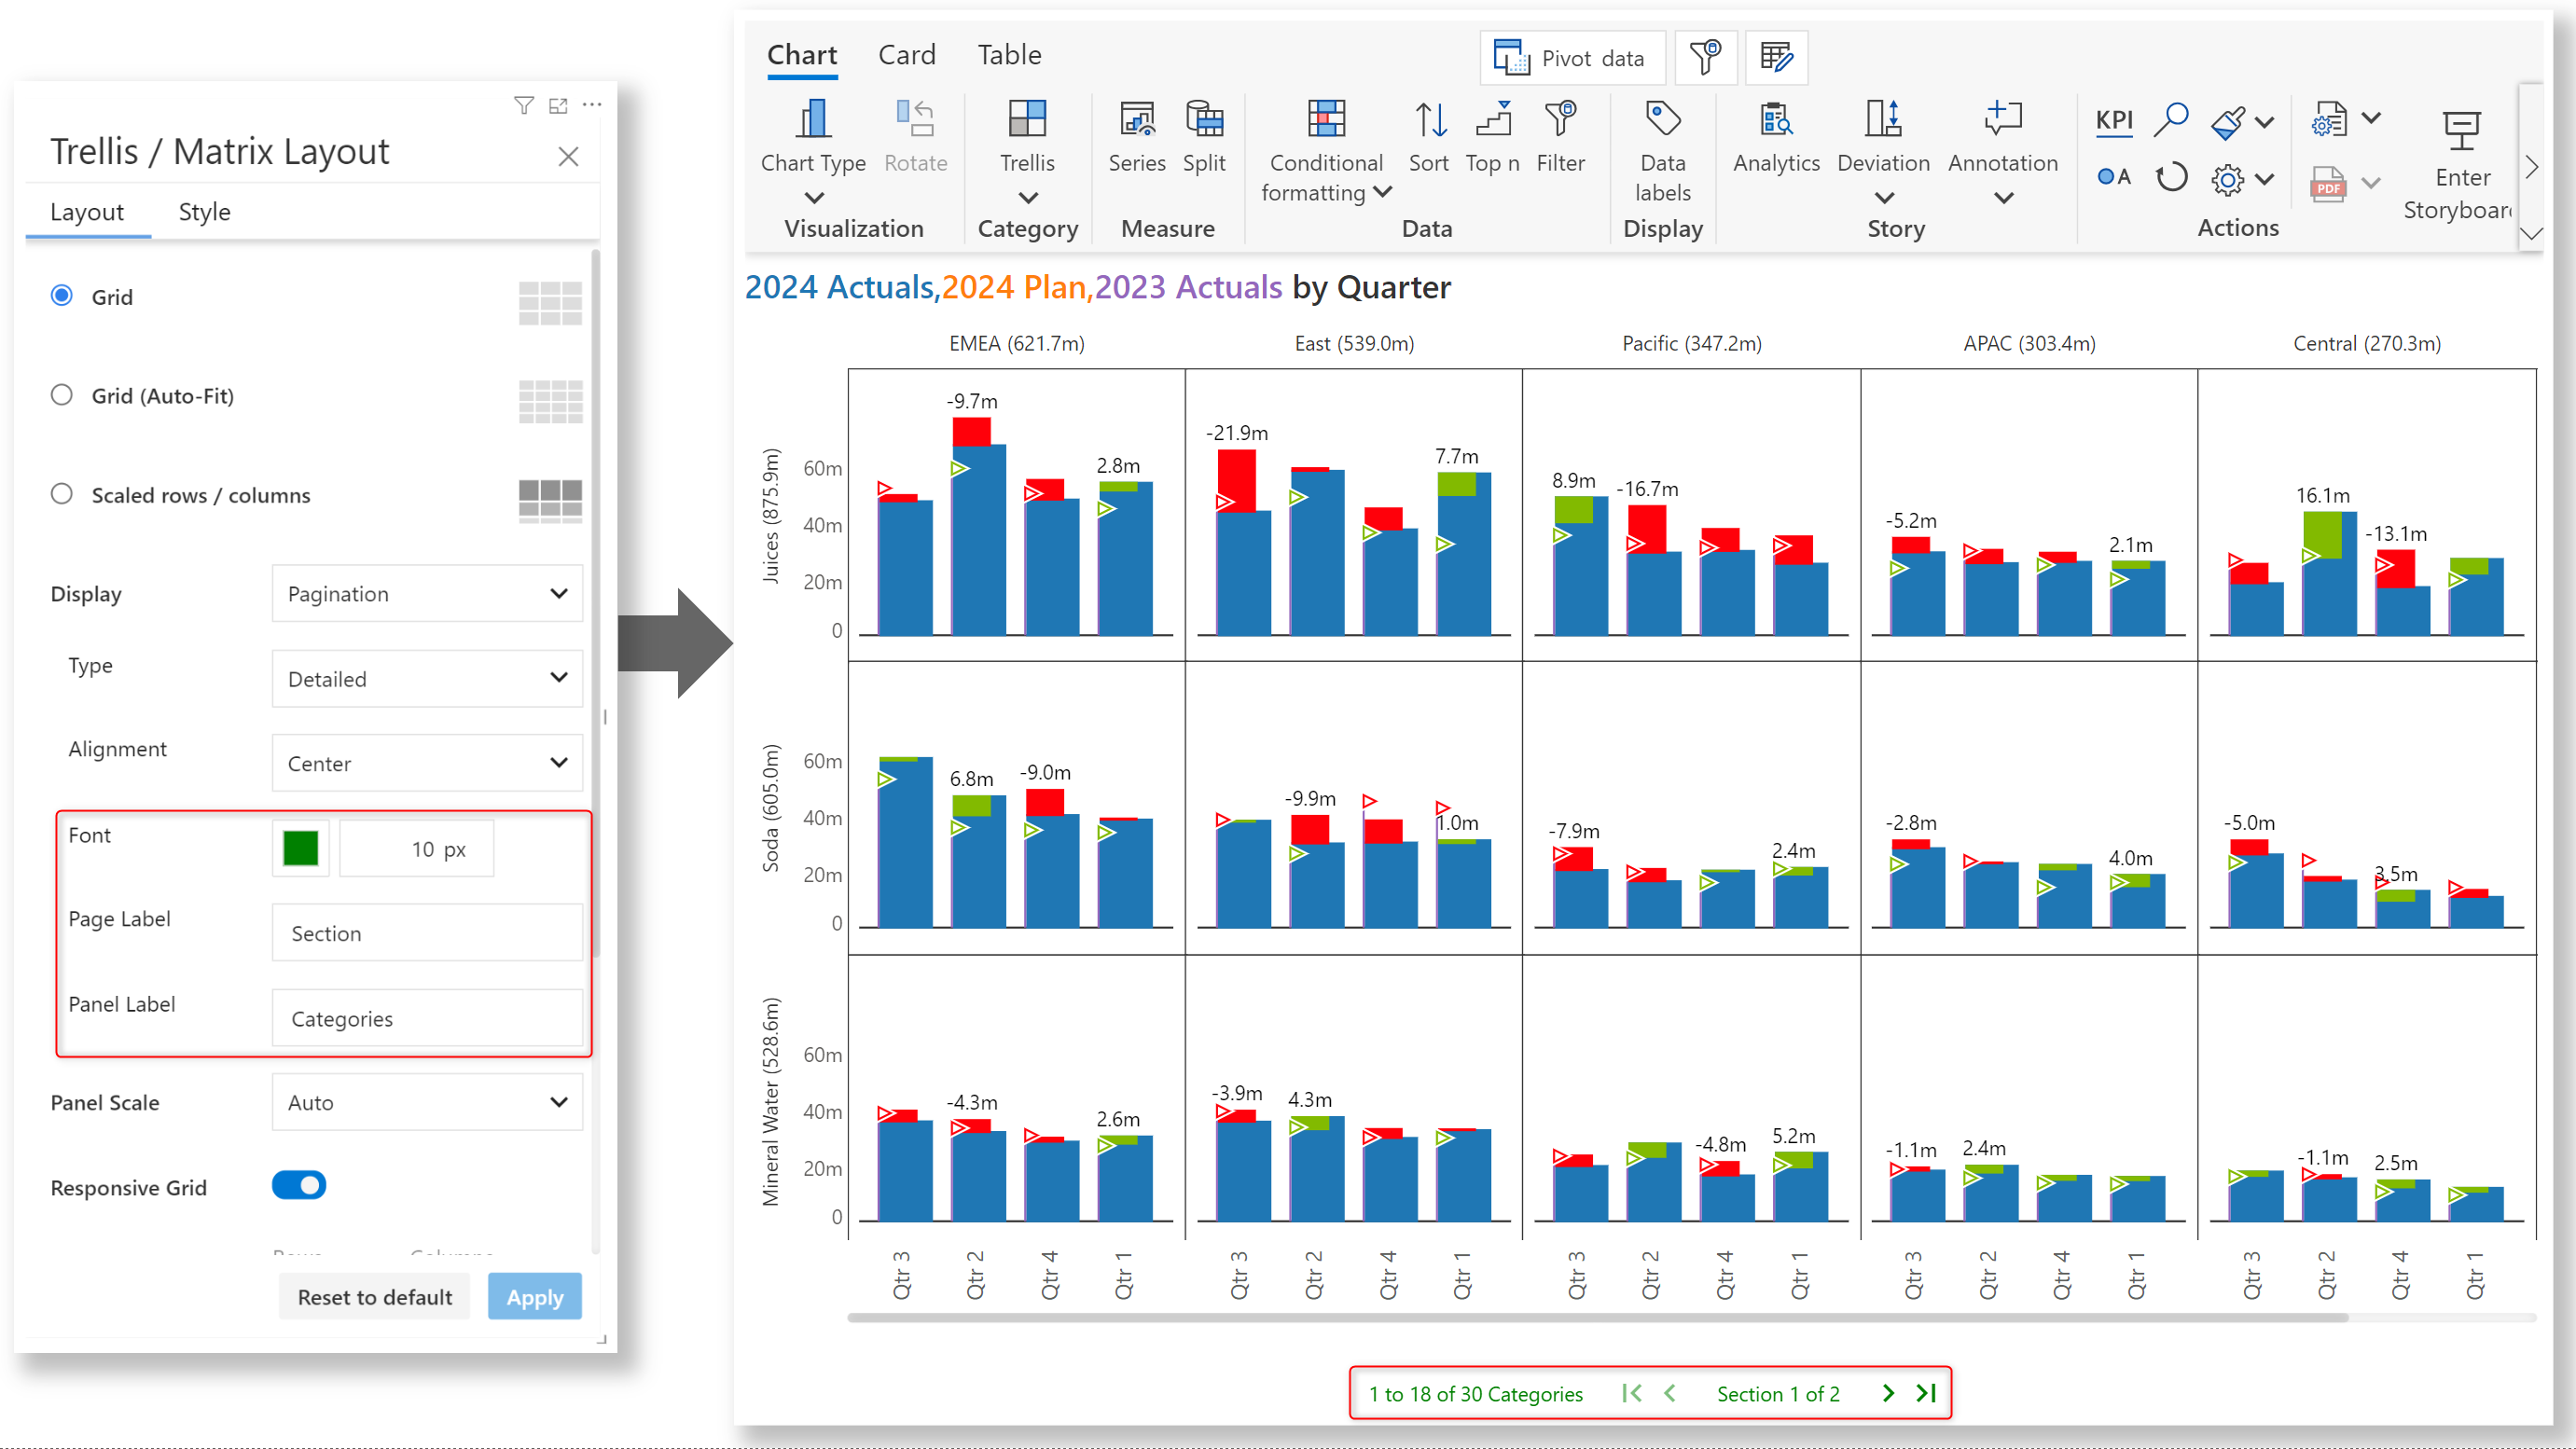 Trellis / Matrix Layout
Layout Style
Grid
Grid (Auto-Fit)
Scaled rows / columns
Display Pagination
Type Detailed
Alignment Center
Font 10 px
Page Label Section
Panel Label Categories
Panel Scale Auto
Responsive Grid
Rows Columns
Reset to default Apply
Chart Card Table
Pivot data
Chart Type Rotate
Visualization
Trellis
Category
Series Split
Measure
Conditional
formatting
Sort Top n Filter
Data
Data
labels
Display
Analytics Deviation Annotation
Story
KPI
A
PDF
Actions
Enter
Storyboar
2024 Actuals,2024 Plan,2023 Actuals by Quarter
EMEA (621.7m) East (539.0m) Pacific (347.2m) APAC (303.4m) Central (270.3m)
Juices (875.9m)
60m
40m
20m
0
-9.7m 2.8m
-21.9m 7.7m
8.9m -16.7m
-5.2m 2.1m
16.1m -13.1m
Soda (605.0m)
60m
40m
20m
0
6.8m -9.0m
-9.9m 1.0m
-7.9m 2.4m
-2.8m 4.0m
-5.0m 3.5m
Mineral Water (528.6m)
60m
40m
20m
0
-4.3m 2.6m
-3.9m 4.3m
-4.8m 5.2m
-1.1m 2.4m
-1.1m 2.5m
Qtr 3 Qtr 2 Qtr 4 Qtr 1 Qtr 3 Qtr 2 Qtr 4 Qtr 1 Qtr 3 Qtr 2 Qtr 4 Qtr 1 Qtr 3 Qtr 2 Qtr 4 Qtr 1 Qtr 3 Qtr 2 Qtr 4 Qtr 1
1 to 18 of 30 Categories Section 1 of 2